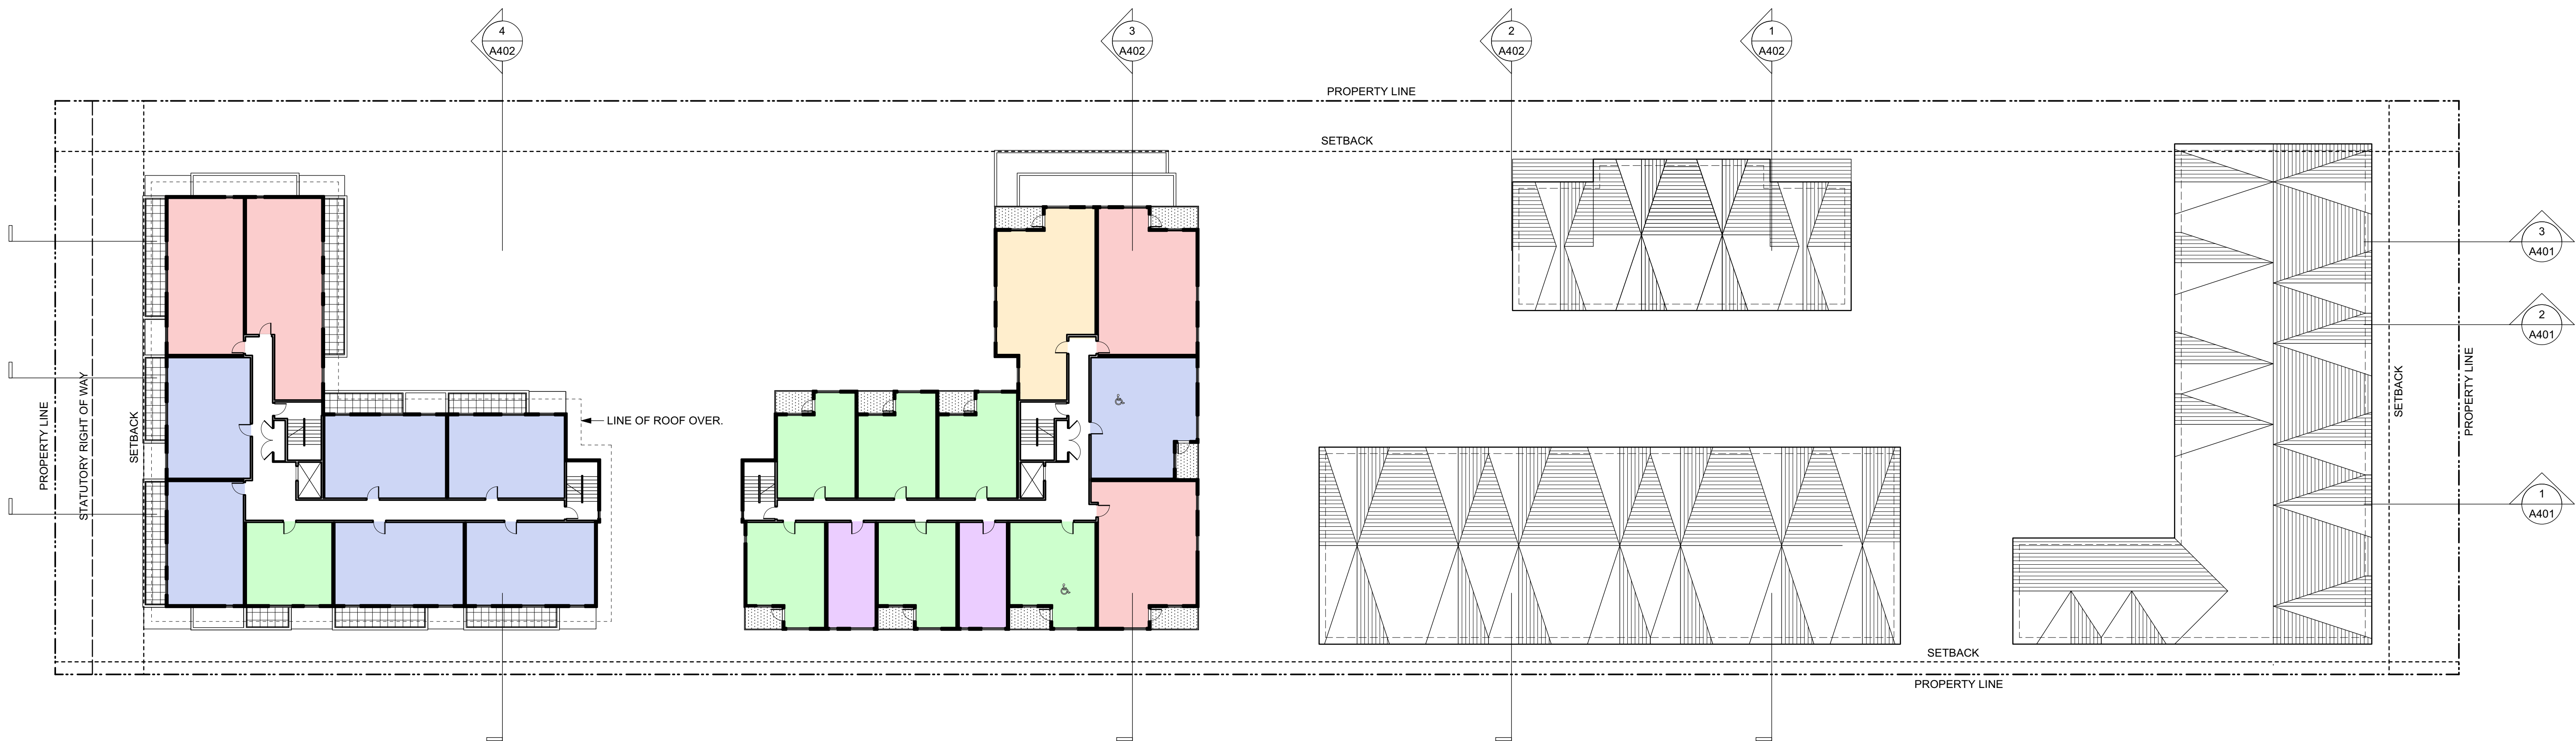 4
A402
3
A402
2
A402
1
A402
PROPERTY LINE
SETBACK
3
A401
2
A401
1
A401
PROPERTY LINE
STATUTORY RIGHT OF WAY
SETBACK
LINE OF ROOF OVER.
SETBACK
PROPERTY LINE
SETBACK
PROPERTY LINE